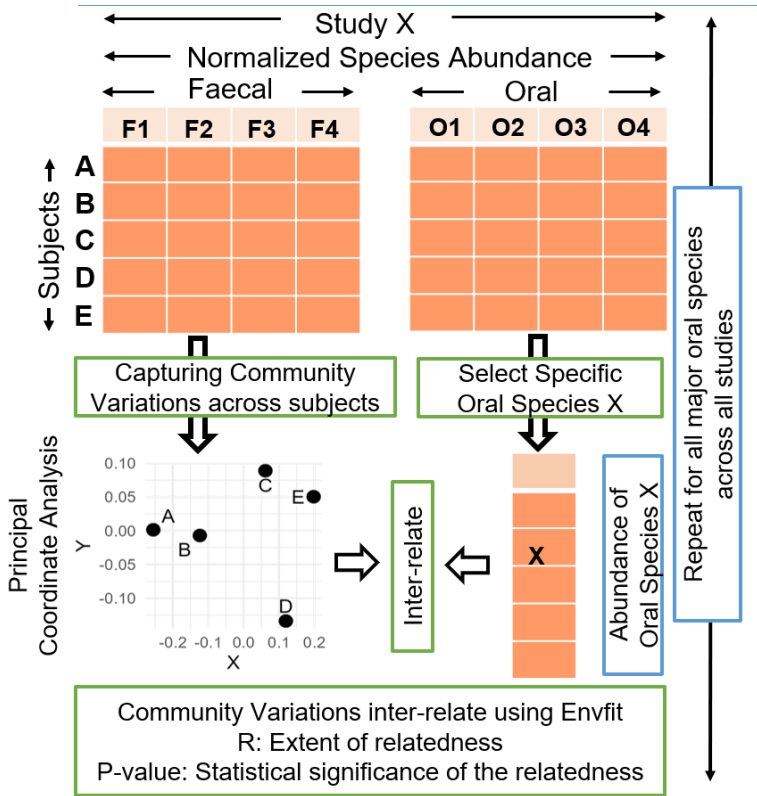 Study X
Normalized Species Abundance
Faecal
Oral
F1 F2 F3 F4
O1 O2 O3 O4
Subjects
A
B
C
D
E
Capturing Community
Variations across subjects
Select Specific
Oral Species X
Repeat for all major oral species
across all studies
Principal
Coordinate Analysis
0.10
0.05
0.00
-0.05
-0.10
Y
A
B
C
E
D
-0.2 -0.1 0.0 0.1 0.2
X
Inter-relate
X
Abundance of
Oral Species X
Community Variations inter-relate using Envfit
R: Extent of relatedness
P-value: Statistical significance of the relatedness